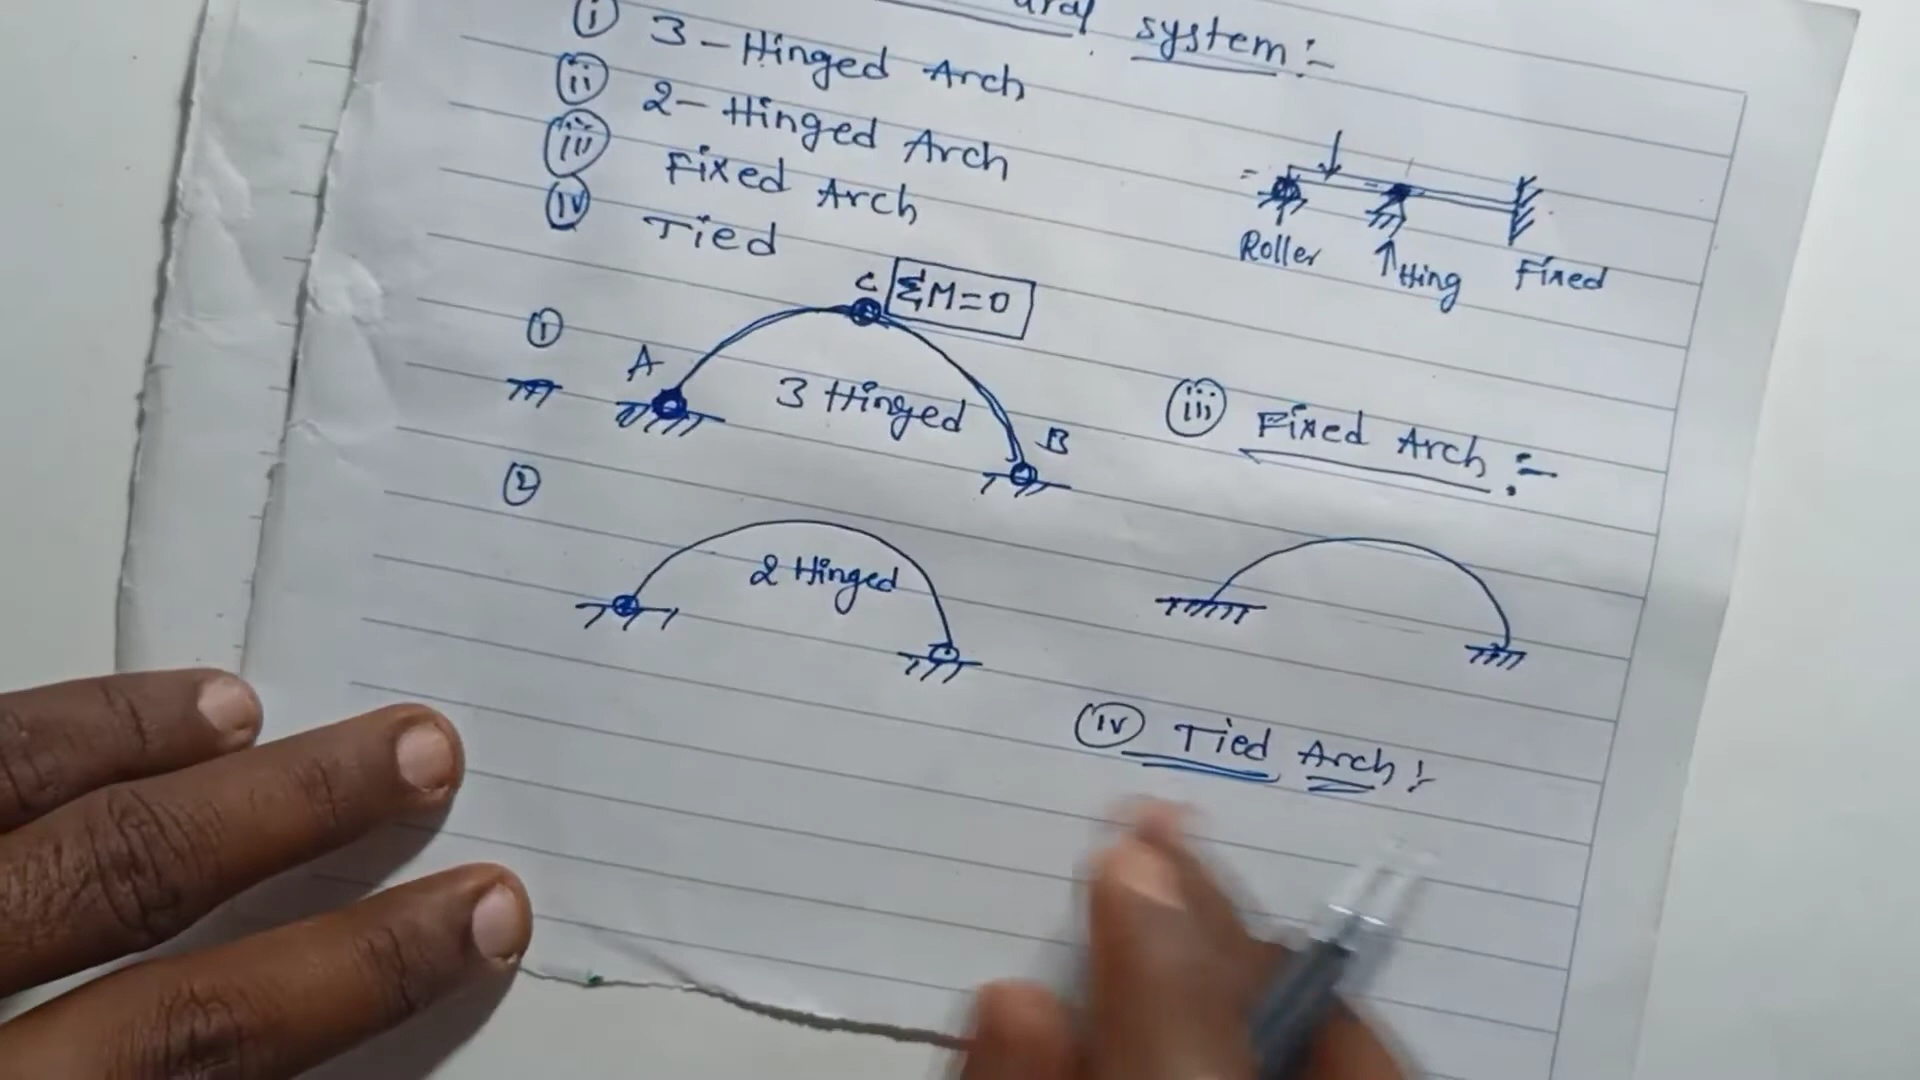 system:-
i 3-Hinged Arch
ii 2-Hinged Arch
iii Fixed Arch
iv Tied
Roller Hing Fixed
C ΣM=0
1
A
3 Hinged
B
2
2 Hinged
iii Fixed Arch:-
iv Tied Arch: